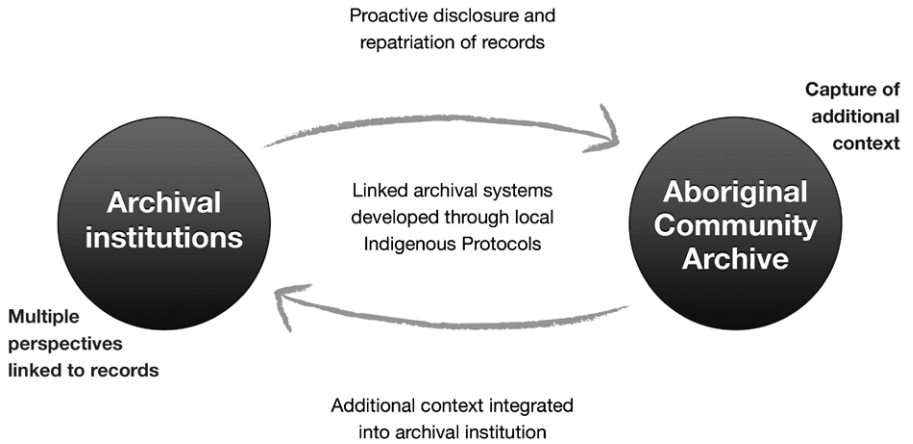 Proactive disclosure and
repatriation of records
Capture of
additional
context
Archival
institutions
Linked archival systems
developed through local
Indigenous Protocols
Aboriginal
Community
Archive
Multiple
perspectives
linked to records
Additional context integrated
into archival institution